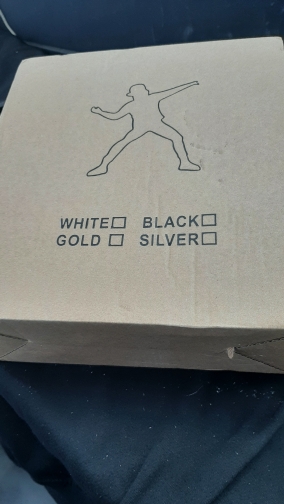 WHITE☐ BLACK☐
GOLD ☐ SILVER☐